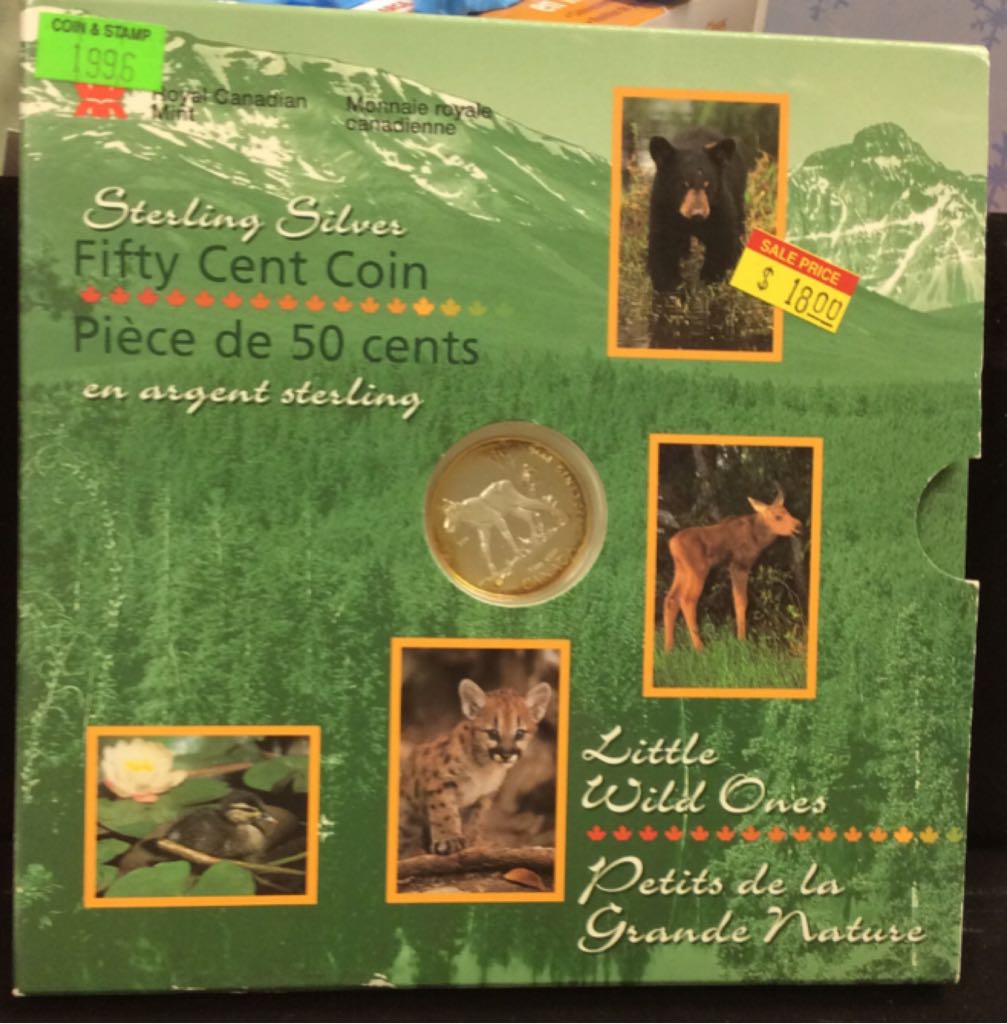 COIN & STAMP
1996
Royal Canadian
Mint
Monnaie royale
canadienne
Sterling Silver
Fifty Cent Coin
Pièce de 50 cents
en argent sterling
SALE PRICE
$ 18.00
CANADA
Little
Wild Ones
Petits de la
Grande Nature